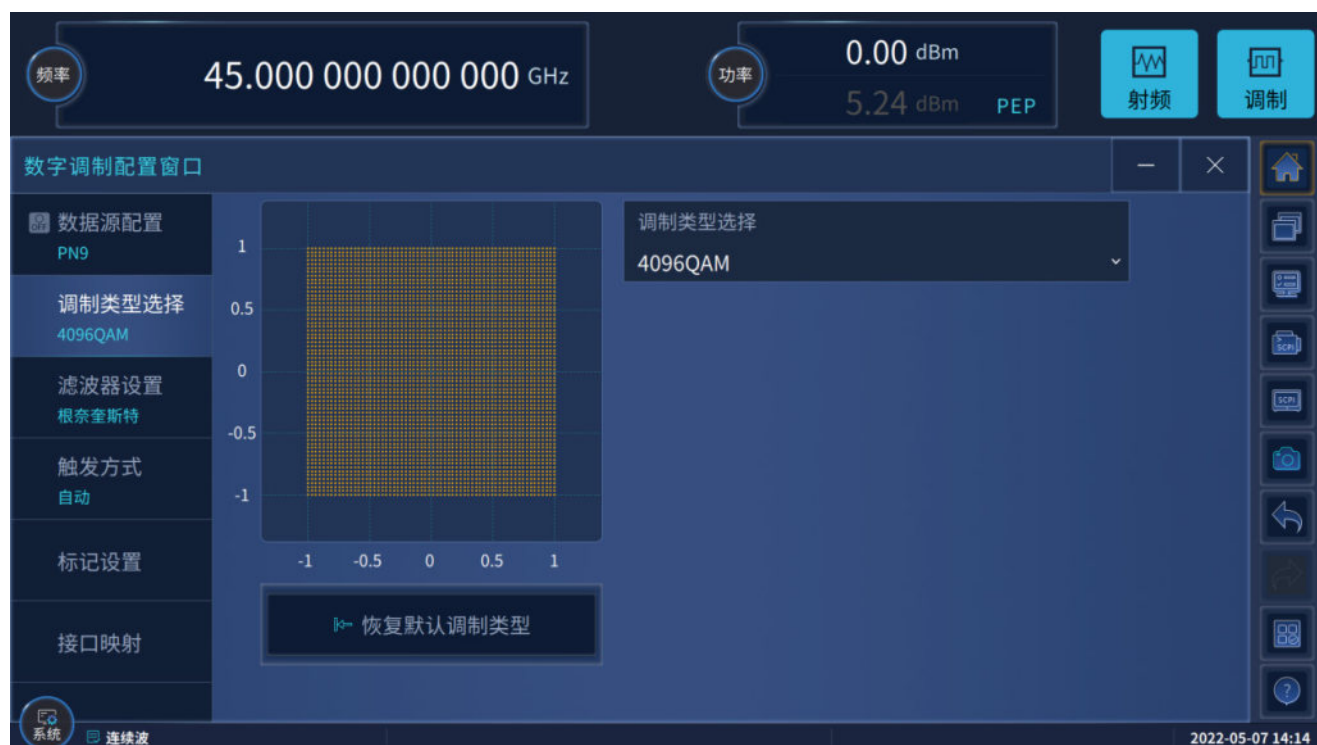 频率
45.000 000 000 000 GHz
功率
0.00 dBm
5.24 dBm PEP
射频
调制
数字调制配置窗口
数据源配置
PN9
调制类型选择
4096QAM
滤波器设置
根奈奎斯特
触发方式
自动
标记设置
接口映射
1
0.5
0
-0.5
-1
-1 -0.5 0 0.5 1
恢复默认调制类型
调制类型选择
4096QAM
SCPI
SCPI
?
系统
连续波
2022-05-07 14:14